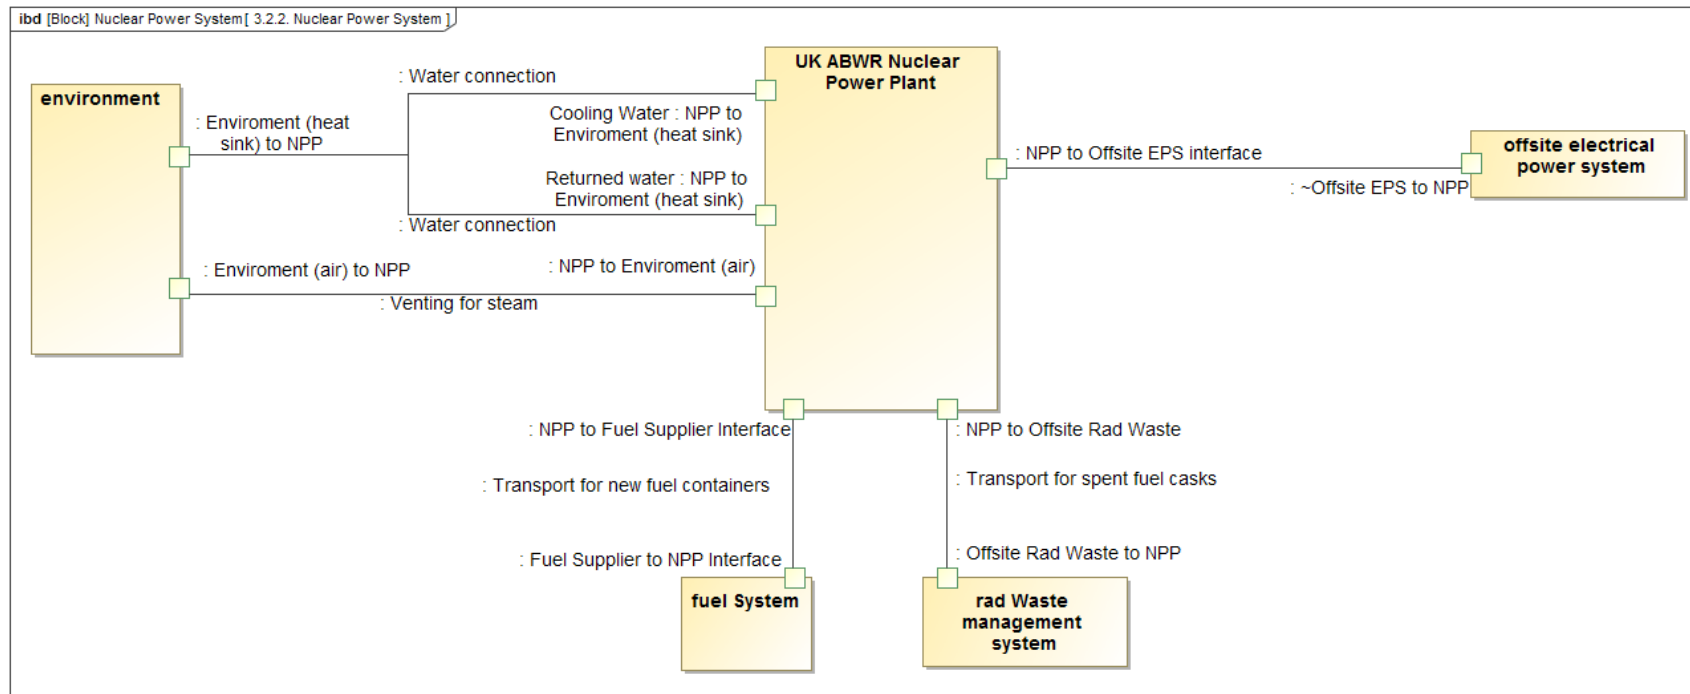 ibd [Block] Nuclear Power System[ 3.2.2. Nuclear Power System ]
environment
: Enviroment (heat
sink) to NPP
: Water connection
Cooling Water : NPP to
Enviroment (heat sink)
Returned water : NPP to
Enviroment (heat sink)
: Water connection
: Enviroment (air) to NPP
: NPP to Enviroment (air)
: Venting for steam
UK ABWR Nuclear
Power Plant
: NPP to Offsite EPS interface
: ~Offsite EPS to NPP
offsite electrical
power system
: NPP to Fuel Supplier Interface
: Transport for new fuel containers
: Fuel Supplier to NPP Interface
fuel System
: NPP to Offsite Rad Waste
: Transport for spent fuel casks
: Offsite Rad Waste to NPP
rad Waste
management
system